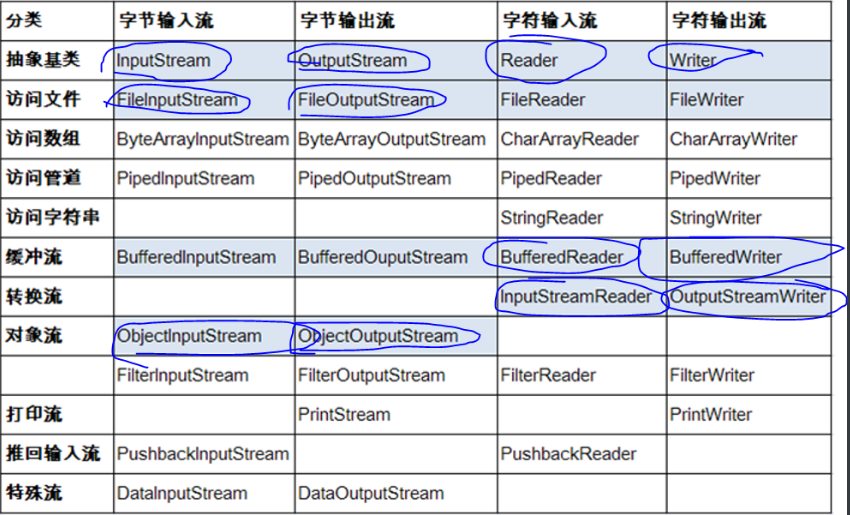 分类 字节输入流 字节输出流 字符输入流 字符输出流
抽象基类 InputStream OutputStream Reader Writer
访问文件 FileInputStream FileOutputStream FileReader FileWriter
访问数组 ByteArrayInputStream ByteArrayOutputStream CharArrayReader CharArrayWriter
访问管道 PipedInputStream PipedOutputStream PipedReader PipedWriter
访问字符串 StringReader StringWriter
缓冲流 BufferedInputStream BufferedOuputStream BufferedReader BufferedWriter
转换流 InputStreamReader OutputStreamWriter
对象流 ObjectInputStream ObjectOutputStream
FilterInputStream FilterOutputStream FilterReader FilterWriter
打印流 PrintStream PrintWriter
推回输入流 PushbackInputStream PushbackReader
特殊流 DataInputStream DataOutputStream